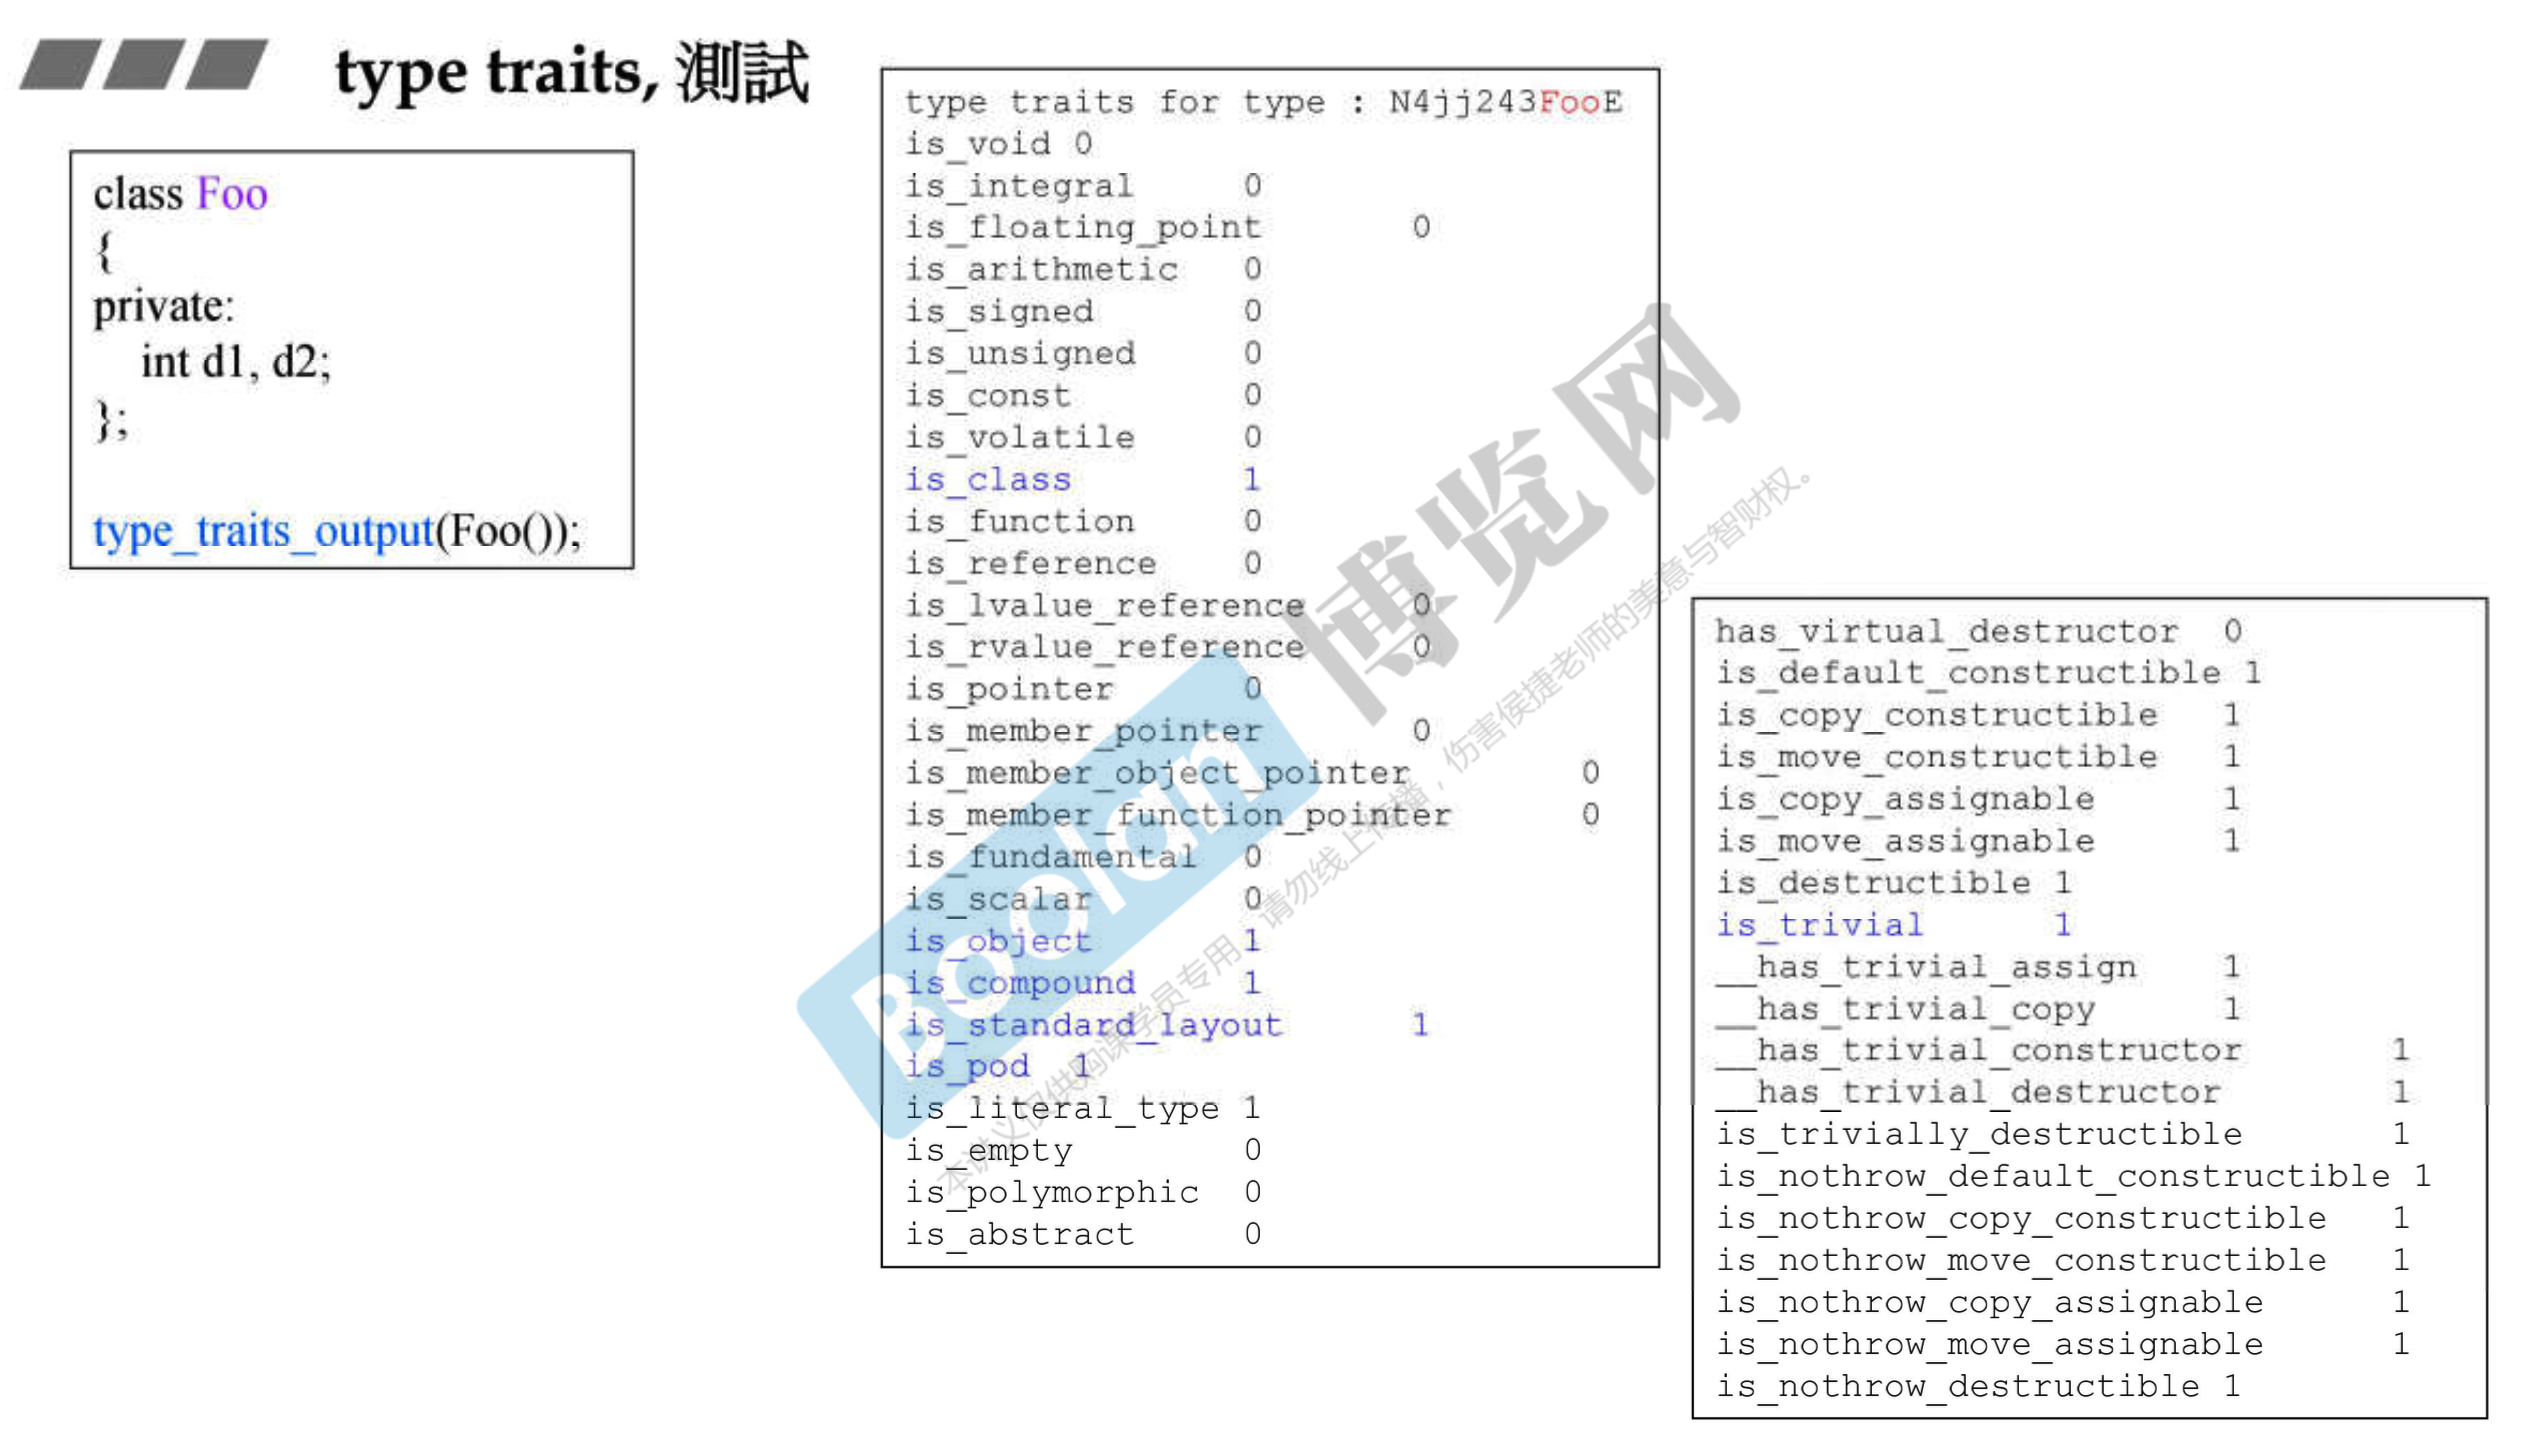 type traits, 測試
class Foo
{
private:
int d1, d2;
};
type_traits_output(Foo());
type traits for type : N4jj243FooE
is_void 0
is_integral 0
is_floating_point 0
is_arithmetic 0
is_signed 0
is_unsigned 0
is_const 0
is_volatile 0
is_class 1
is_function 0
is_reference 0
is_lvalue_reference 0
is_rvalue_reference 0
is_pointer 0
is_member_pointer 0
is_member_object_pointer 0
is_member_function_pointer 0
is_fundamental 0
is_scalar 0
is_object 1
is_compound 1
is_standard_layout 1
is_pod 1
is_literal_type 1
is_empty 0
is_polymorphic 0
is_abstract 0
has_virtual_destructor 0
is_default_constructible 1
is_copy_constructible 1
is_move_constructible 1
is_copy_assignable 1
is_move_assignable 1
is_destructible 1
is_trivial 1
__has_trivial_assign 1
__has_trivial_copy 1
__has_trivial_constructor 1
__has_trivial_destructor 1
is_trivially_destructible 1
is_nothrow_default_constructible 1
is_nothrow_copy_constructible 1
is_nothrow_move_constructible 1
is_nothrow_copy_assignable 1
is_nothrow_move_assignable 1
is_nothrow_destructible 1
Boolan 博览网
本讲义仅供购课学员专用，请勿线上传播，伤害侯捷老师的美意与智财权。